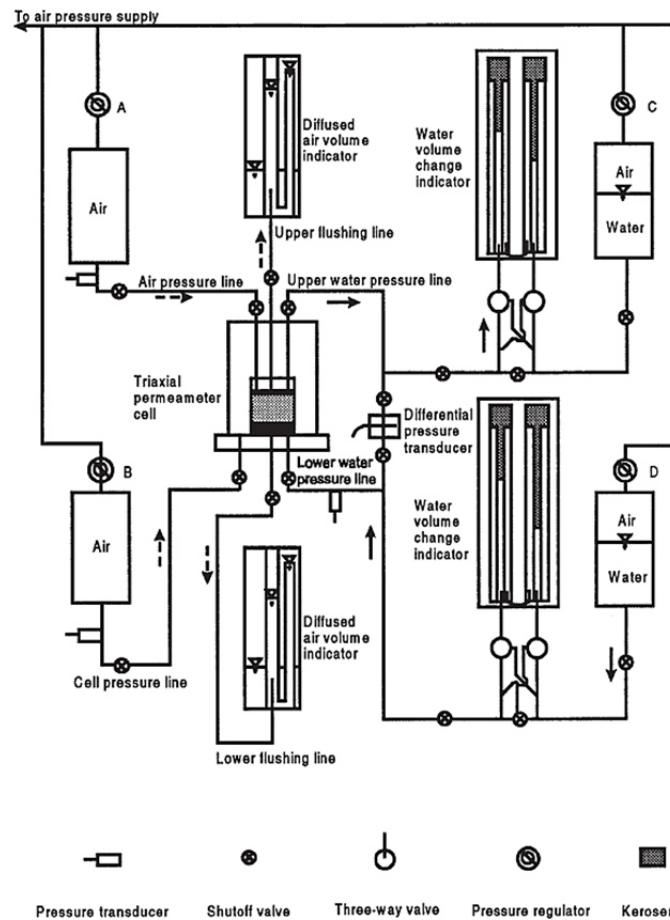 To air pressure supply
A
Air
Diffused
air volume
indicator
Water
volume
change
indicator
C
Air
Water
Upper flushing line
Air pressure line
Upper water pressure line
Triaxial
permeameter
cell
Differential
pressure
transducer
Lower water
pressure line
B
Air
Water
volume
change
indicator
D
Air
Water
Diffused
air volume
indicator
Cell pressure line
Lower flushing line
Pressure transducer
Shutoff valve
Three-way valve
Pressure regulator
Keroser